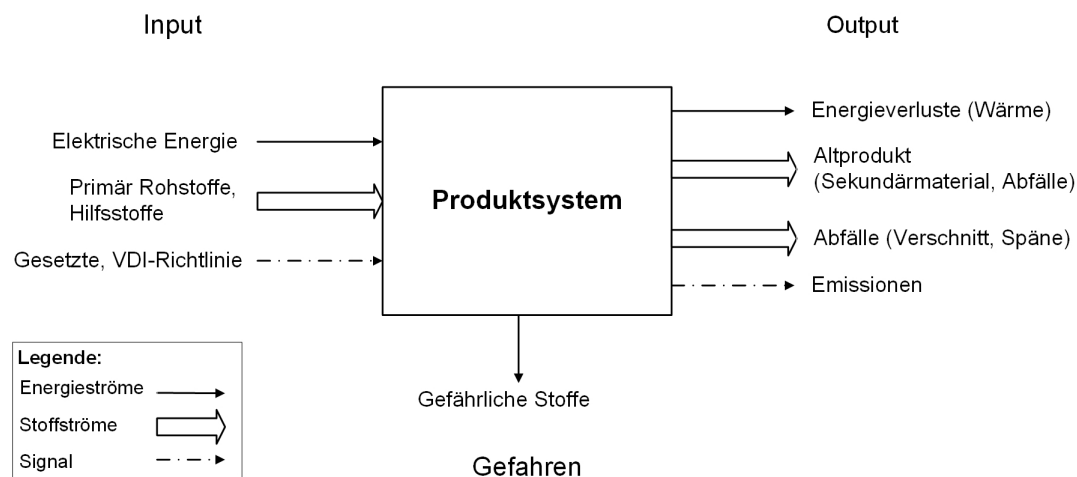 Input
Output
Elektrische Energie
Primär Rohstoffe,
Hilfsstoffe
Gesetzte, VDI-Richtlinie
Produktsystem
Energieverluste (Wärme)
Altprodukt
(Sekundärmaterial, Abfälle)
Abfälle (Verschnitt, Späne)
Emissionen
Gefährliche Stoffe
Gefahren
Legende:
Energieströme
Stoffströme
Signal